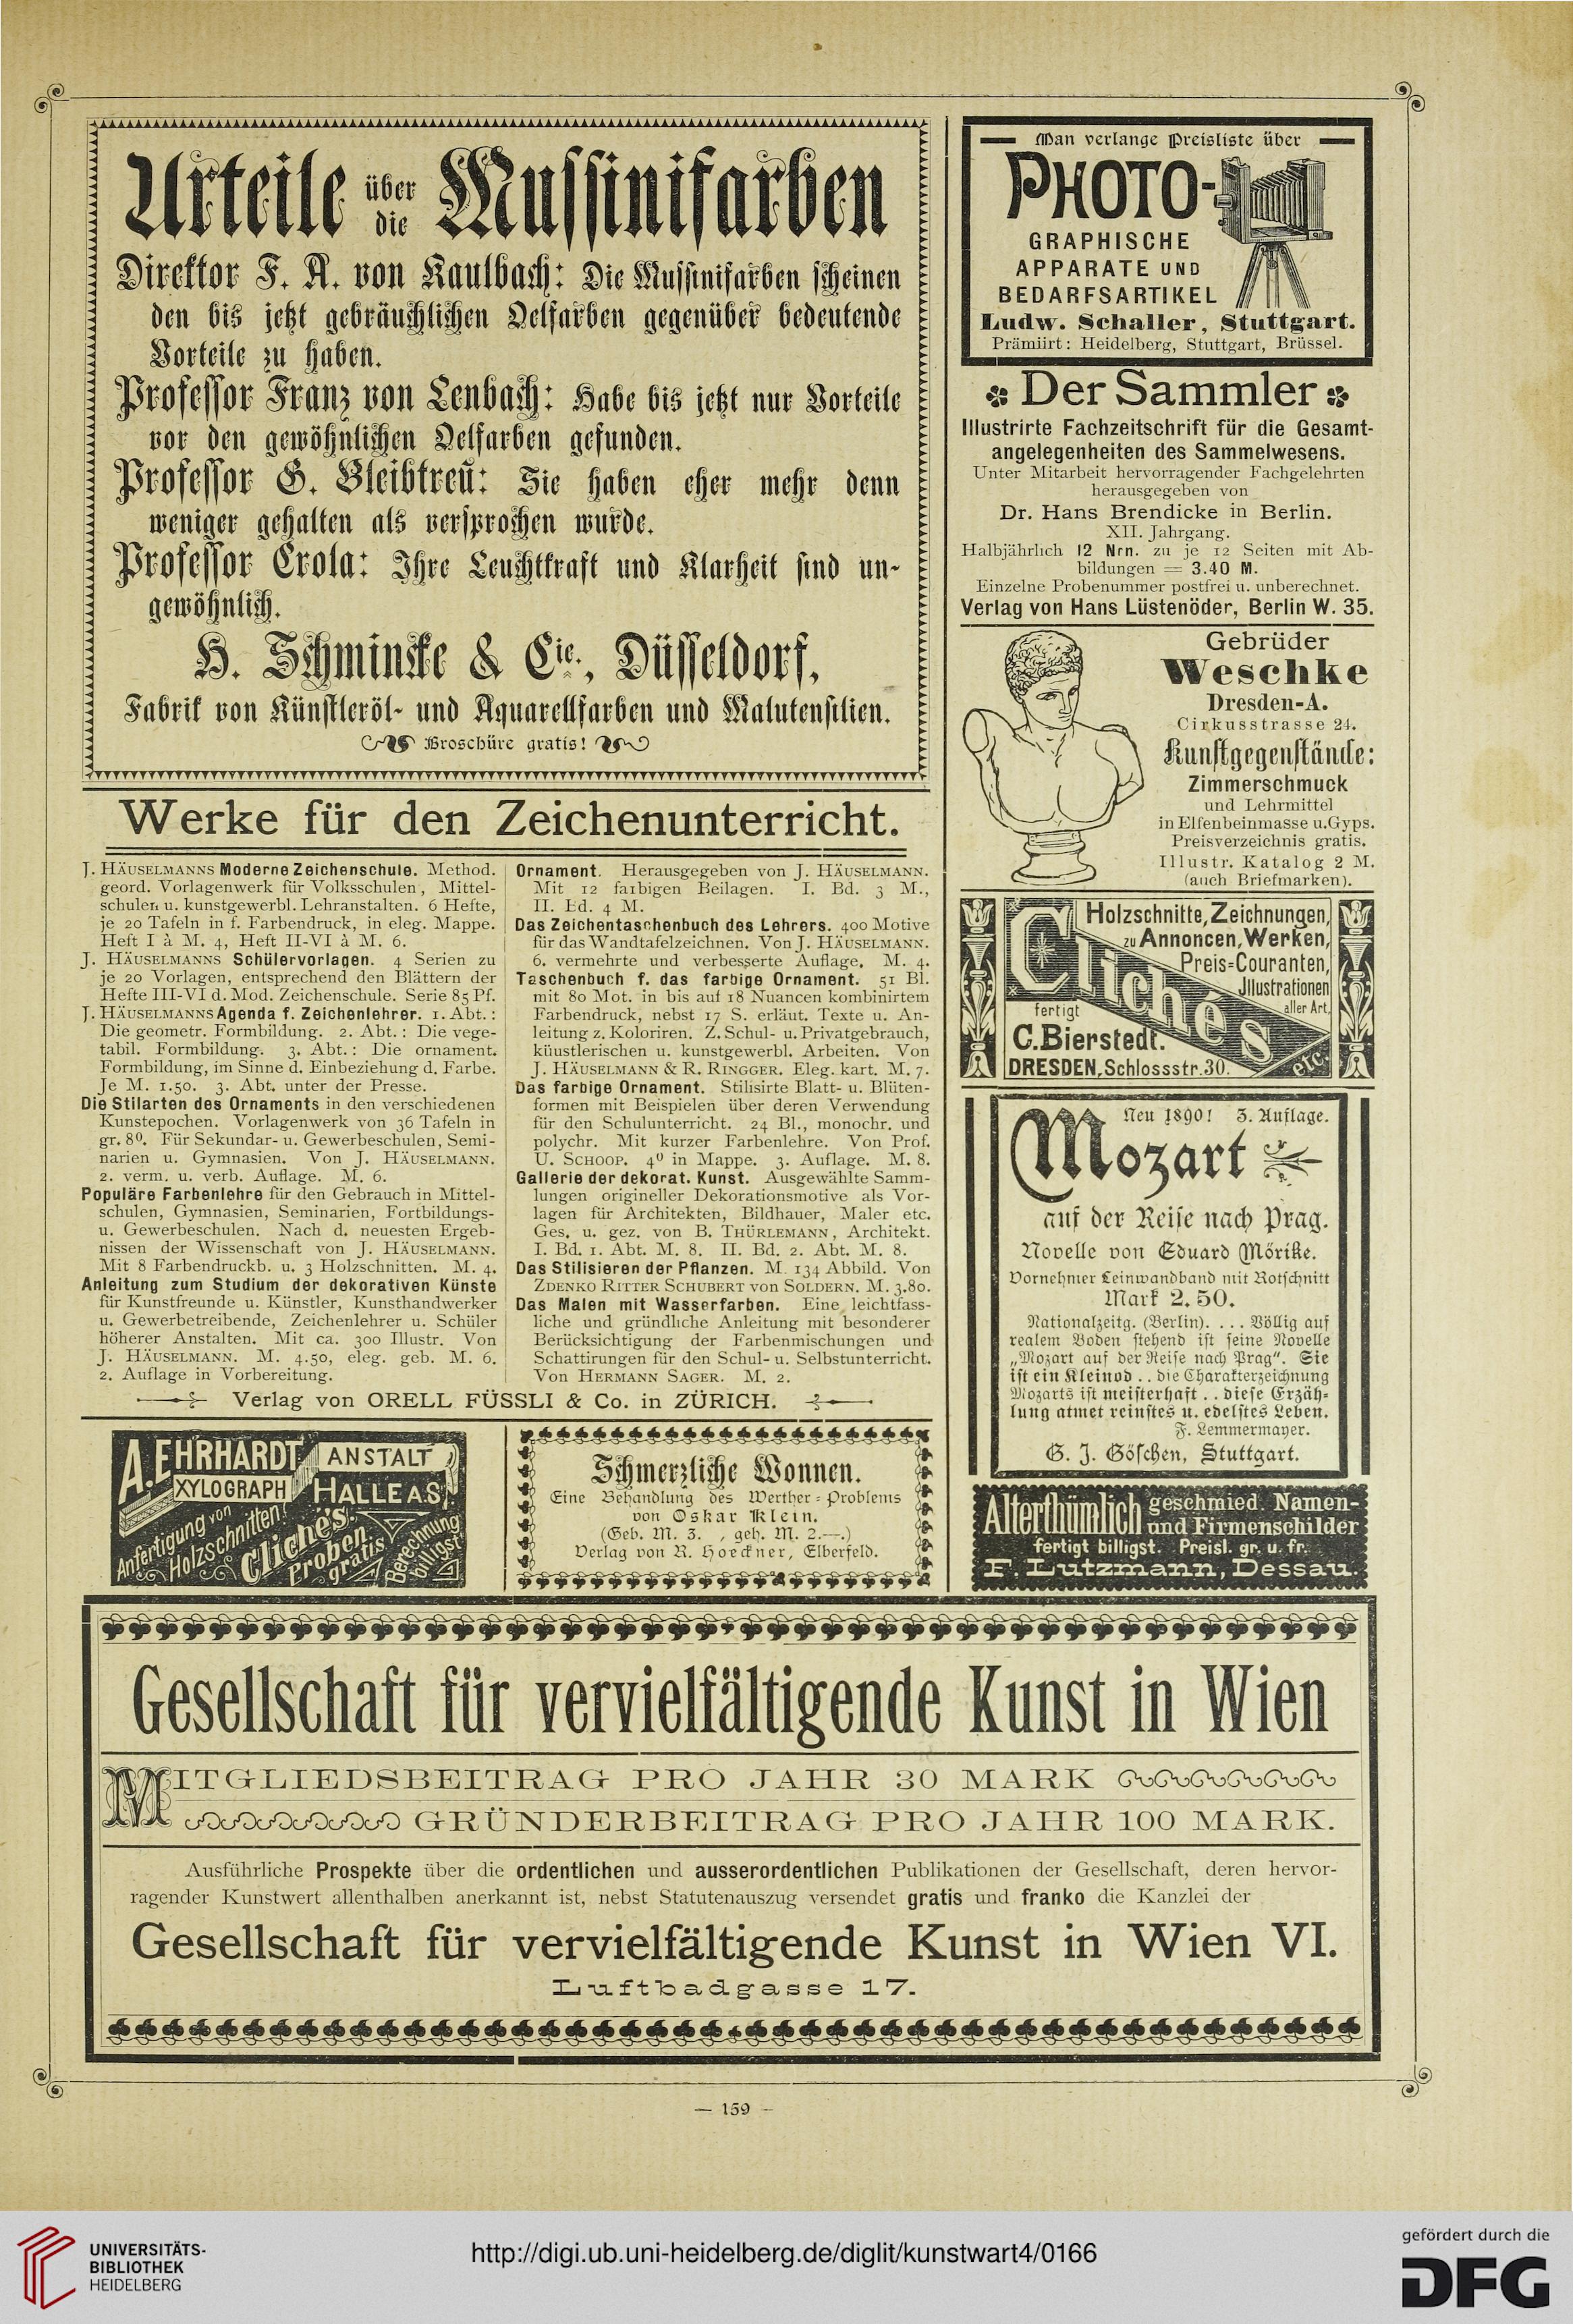 Urteile über die Mussinifarben
Direktor F. A. von Kaulbach: Die Mussinifarben scheinen
den bis jetzt gebräuchlichen Oelfarben gegenüber bedeutende
Vorteile zu haben.
Professor Franz von Lenbach: Habe bis jetzt nur Vorteile
vor den gewöhnlichen Oelfarben gefunden.
Professor G. Bleibtreu: Sie haben eher mehr denn
weniger gehalten als versprochen wurde.
Professor Crola: Ihre Leuchtkraft und Klarheit sind un-
gewöhnlich.
H. Schmincke & Cie., Düsseldorf,
Fabrik von Künstleröl- und Aquarellfarben und Malutensilien.
Broschüre gratis!
Werke für den Zeichenunterricht.
J. HÄUSELMANNS Moderne Zeichenschule. Method.
geord. Vorlagenwerk für Volksschulen, Mittel-
schulen u. kunstgewerbl. Lehranstalten. 6 Hefte,
je 20 Tafeln in f. Farbendruck, in eleg. Mappe.
Heft I à M. 4, Heft II-VI à M. 6.
J. HÄUSELMANNS Schülervorlagen. 4 Serien zu
je 20 Vorlagen, entsprechend den Blättern der
Hefte III-VI d. Mod. Zeichenschule. Serie 85 Pf.
J. HÄUSELMANNS Agenda f. Zeichenlehrer. 1. Abt.:
Die geometr. Formbildung. 2. Abt.: Die vege-
tabil. Formbildung. 3. Abt.: Die ornament.
Formbildung, im Sinne d. Einbeziehung d. Farbe.
Je M. 1.50. 3. Abt. unter der Presse.
Die Stilarten des Ornaments in den verschiedenen
Kunstepochen. Vorlagenwerk von 36 Tafeln in
gr. 8º. Für Sekundar- u. Gewerbeschulen, Semi-
narien u. Gymnasien. Von J. HÄUSELMANN.
2. verm. u. verb. Auflage. M. 6.
Populäre Farbenlehre für den Gebrauch in Mittel-
schulen, Gymnasien, Seminarien, Fortbildungs-
u. Gewerbeschulen. Nach d. neuesten Ergeb-
nissen der Wissenschaft von J. HÄUSELMANN.
Mit 8 Farbendruckb. u. 3 Holzschnitten. M. 4.
Anleitung zum Studium der dekorativen Künste
für Kunstfreunde u. Künstler, Kunsthandwerker
u. Gewerbetreibende, Zeichenlehrer u. Schüler
höherer Anstalten. Mit ca. 300 Illustr. Von
J. HÄUSELMANN. M. 4.50, eleg. geb. M. 6.
2. Auflage in Vorbereitung.
Ornament. Herausgegeben von J. HÄUSELMANN.
Mit 12 farbigen Beilagen. I. Bd. 3 M.,
II. Bd. 4 M.
Das Zeichentaschenbuch des Lehrers. 400 Motive
für das Wandtafelzeichnen. Von J. HÄUSELMANN.
6. vermehrte und verbesserte Auflage. M. 4.
Taschenbuch f. das farbige Ornament. 51 Bl.
mit 80 Mot. in bis auf 18 Nuancen kombinirtem
Farbendruck, nebst 17 S. erläut. Texte u. An-
leitung z. Koloriren. Z. Schul- u. Privatgebrauch,
küustlerischen u. kunstgewerbl. Arbeiten. Von
J. HÄUSELMANN & R. RINGGER. Eleg. kart. M. 7.
Das farbige Ornament. Stilisirte Blatt- u. Blüten-
formen mit Beispielen über deren Verwendung
für den Schulunterricht. 24 Bl., monochr. und
polychr. Mit kurzer Farbenlehre. Von Prof.
U. SCHOOP. 4º in Mappe. 3. Auflage. M. 8.
Gallerie der dekorat. Kunst. Ausgewählte Samm-
lungen origineller Dekorationsmotive als Vor-
lagen für Architekten, Bildhauer, Maler etc.
Ges. u. gez. von B. THÜRLEMANN, Architekt.
I. Bd. 1. Abt. M. 8. II. Bd. 2. Abt. M. 8.
Das Stilisieren der Pflanzen. M. 134 Abbild. Von
ZDENKO RITTER SCHUBERT VON SOLDERN. M. 3.80.
Das Malen mit Wasserfarben. Eine leichtfass-
liche und gründliche Anleitung mit besonderer
Berücksichtigung der Farbenmischungen und
Schattirungen für den Schul- u. Selbstunterricht.
Von HERMANN SAGER. M. 2.
Verlag von ORELL FÜSSLI & Co. in ZÜRICH.
A. EHRHARDT ANSTALT
XYLOGRAPH HALLE A.S.
Anfertigung von
Holzschnitten!
Clichés.
Proben
gratis
Berechnung
billigst
Schmerzliche Wonnen.
Eine Behandlung des Werther-Problems
von Oskar Klein.
(Geb. M. 3. , geh. M. 2.—.)
Verlag von R. Hoeckner, Elberfeld.
Man verlange Preisliste über
PHOTO-
GRAPHISCHE
APPARATE UND
BEDARFSARTIKEL
Ludw. Schaller, Stuttgart.
Prämiirt: Heidelberg, Stuttgart, Brüssel.
Der Sammler
Illustrirte Fachzeitschrift für die Gesamt-
angelegenheiten des Sammelwesens.
Unter Mitarbeit hervorragender Fachgelehrten
herausgegeben von
Dr. Hans Brendicke in Berlin.
XII. Jahrgang.
Halbjährlich 12 Nrn. zu je 12 Seiten mit Ab-
bildungen = 3.40 M.
Einzelne Probenummer postfrei u. unberechnet.
Verlag von Hans Lüstenöder, Berlin W. 35.
Gebrüder
Weschke
Dresden-A.
Cirkusstrasse 24.
Kunstgegenstände:
Zimmerschmuck
und Lehrmittel
in Elfenbeinmasse u. Gyps.
Preisverzeichnis gratis.
Illustr. Katalog 2 M.
(auch Briefmarken).
Holzschnitte, Zeichnungen,
zu Annoncen, Werken,
Preis=Couranten,
Jllustrationen
aller Art,
Clichés
etc.
fertigt
C. Bierstedt.
DRESDEN, Schlossstr. 30.
Neu 1890! 3. Auflage.
Mozart
auf der Reise nach Prag.
Novelle von Eduard Mörike.
Vornehmer Leinwandband mit Rotschnitt
Mark 2.50.
Nationalzeitg. (Berlin). ... Völlig auf
realem Boden stehend ist seine Novelle
„Mozart auf der Reise nach Prag“. Sie
ist ein Kleinod .. die Charakterzeichnung
Mozarts ist meisterhaft .. diese Erzäh-
lung atmet reinstes u. edelstes Leben.
F. Lemmermayer.
G. J. Göschen, Stuttgart.
Alterthümlich geschmied. Namen-
und Firmenschilder
fertigt billigst. Preisl. gr. u. fr.
F. Lutzmann, Dessau.
Gesellschaft für vervielfältigende Kunst in Wien
MITGLIEDSBEITRAG PRO JAHR 30 MARK
GRÜNDERBEITRAG PRO JAHR 100 MARK.
Ausführliche Prospekte über die ordentlichen und ausserordentlichen Publikationen der Gesellschaft, deren hervor-
ragender Kunstwert allenthalben anerkannt ist, nebst Statutenauszug versendet gratis und franko die Kanzlei der
Gesellschaft für vervielfältigende Kunst in Wien VI.
Luftbadgasse 17.
— 159 —
UNIVERSITÄTS-
BIBLIOTHEK
HEIDELBERG
http://digi.ub.uni-heidelberg.de/diglit/kunstwart4/0166
gefördert durch die
DFG